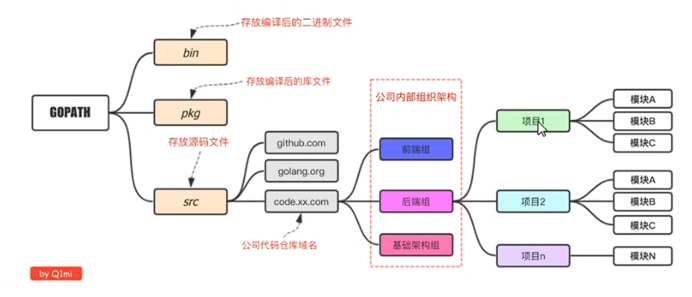 存放编译后的二进制文件
bin
存放编译后的库文件
公司内部组织架构
GOPATH
pkg
存放源码文件
src
github.com
golang.org
code.xx.com
公司代码仓库域名
前端组
后端组
基础架构组
项目1
模块A
模块B
模块C
项目2
模块A
模块B
模块C
项目n
模块N
by QImi